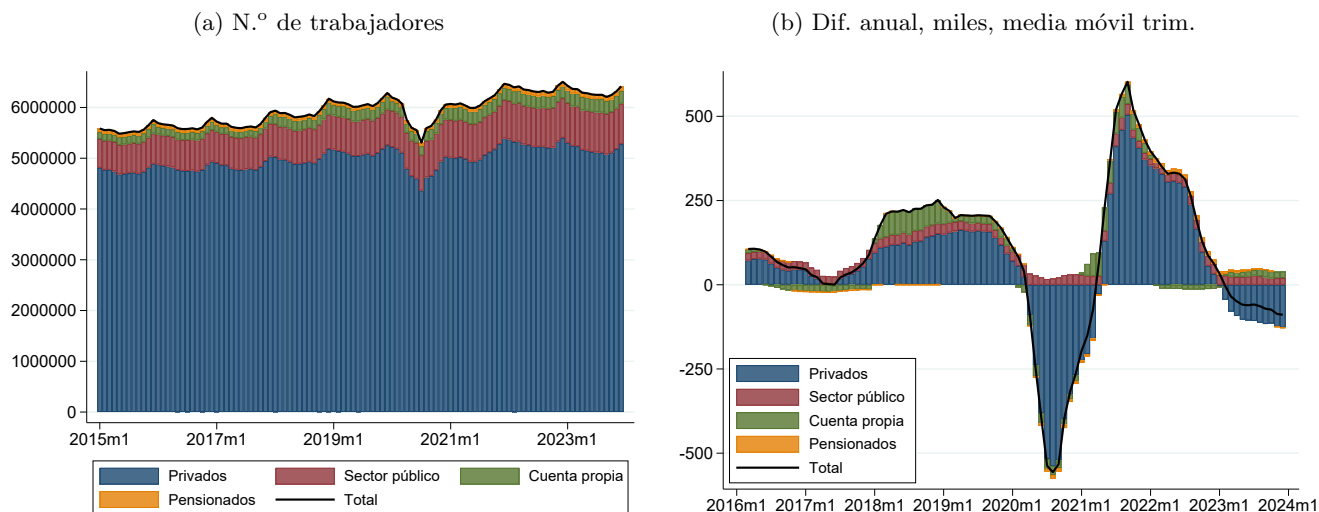 (a) N.º de trabajadores
6000000
5000000
4000000
3000000
2000000
1000000
0
2015m1 2017m1 2019m1 2021m1 2023m1
Privados Sector público Cuenta propia
Pensionados Total
(b) Dif. anual, miles, media móvil trim.
500
250
0
-250
-500
Privados
Sector público
Cuenta propia
Pensionados
Total
2016m1 2017m1 2018m1 2019m1 2020m1 2021m1 2022m1 2023m1 2024m1